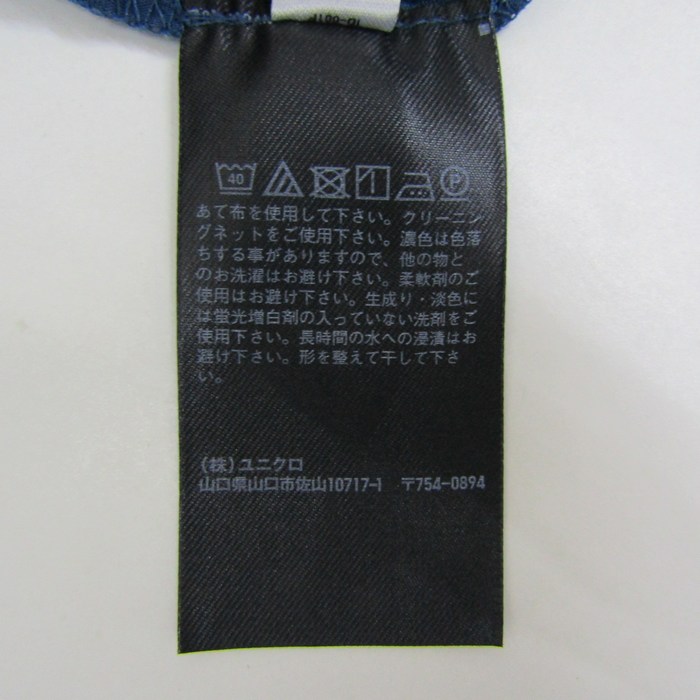 40 P
あて布を使用して下さい。クリーニン
グネットをご使用下さい。濃色は色落
ちする事がありますので、他の物と
のお洗濯はお避け下さい。柔軟剤のご
使用はお避け下さい。生成り・淡色に
は蛍光増白剤の入っていない洗剤をご
使用下さい。長時間の水への浸漬はお
避け下さい。形を整えて干して下さ
い。
(株)ユニクロ
山口県山口市佐山10717-1 〒754-0894